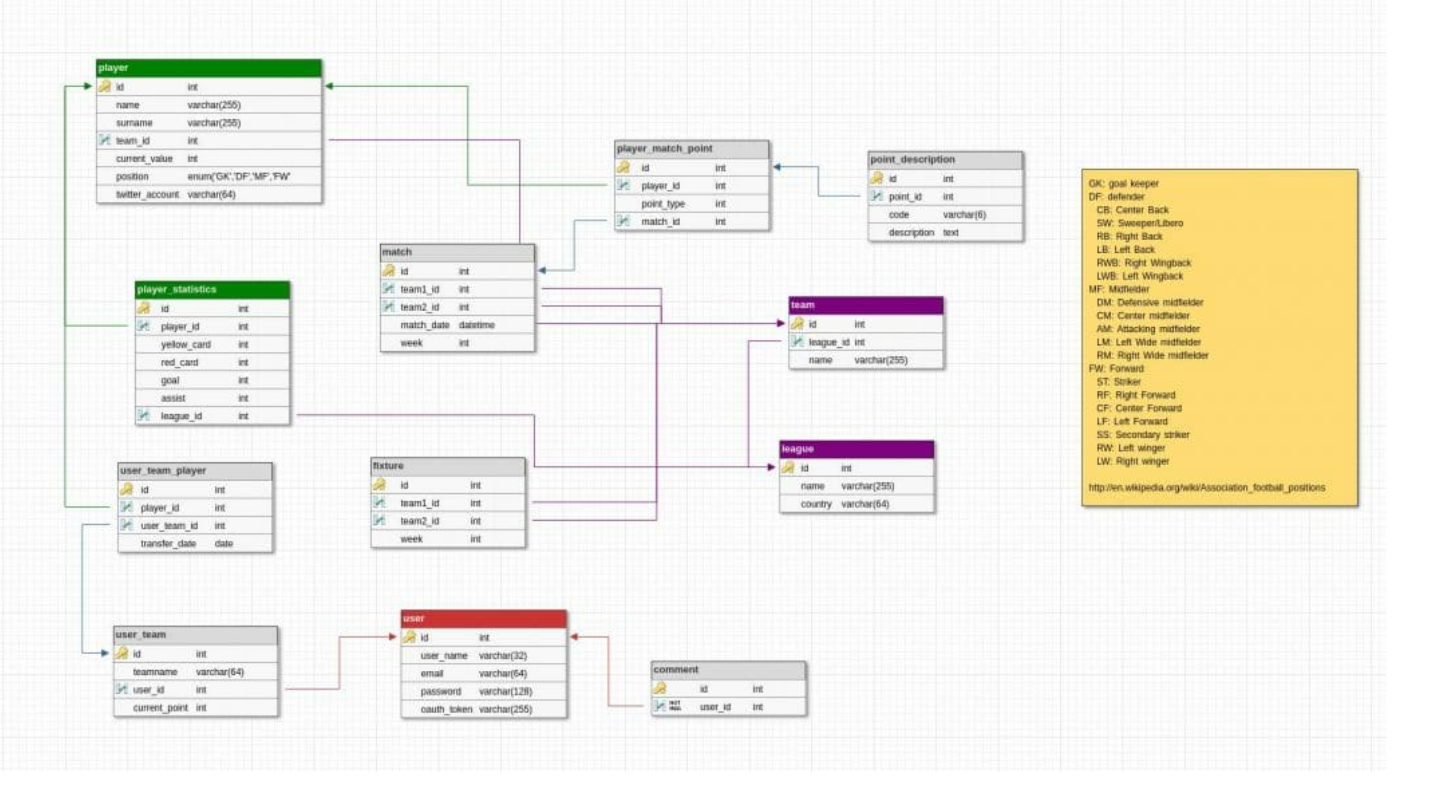 player
id int
name varchar(255)
surname varchar(255)
team_id int
current_value int
position enum('GK','DF','MF','FW'
twitter_account varchar(64)
player_match_point
id int
player_id int
point_type int
match_id int
point_description
id int
point_id int
code varchar(6)
description text
match
id int
team1_id int
team2_id int
match_date datetime
week int
player_statistics
id int
player_id int
yellow_card int
red_card int
goal int
assist int
league_id int
team
id int
league_id int
name varchar(255)
league
id int
name varchar(255)
country varchar(64)
user_team_player
id int
player_id int
user_team_id int
transfer_date date
fixture
id int
team1_id int
team2_id int
week int
user_team
id int
teamname varchar(64)
user_id int
current_point int
user
id int
user_name varchar(32)
email varchar(64)
password varchar(128)
oauth_token varchar(255)
comment
id int
NOT
NULL
user_id int
GK: goal keeper
DF: defender
CB: Center Back
SW: Sweeper/Libero
RB: Right Back
LB: Left Back
RWB: Right Wingback
LWB: Left Wingback
MF: Midfielder
DM: Defensive midfielder
CM: Center midfielder
AM: Attacking midfielder
LM: Left Wide midfielder
RM: Right Wide midfielder
FW: Forward
ST: Striker
RF: Right Forward
CF: Center Forward
LF: Left Forward
SS: Secondary striker
RW: Left winger
LW: Right winger
http://en.wikipedia.org/wiki/Association_football_positions